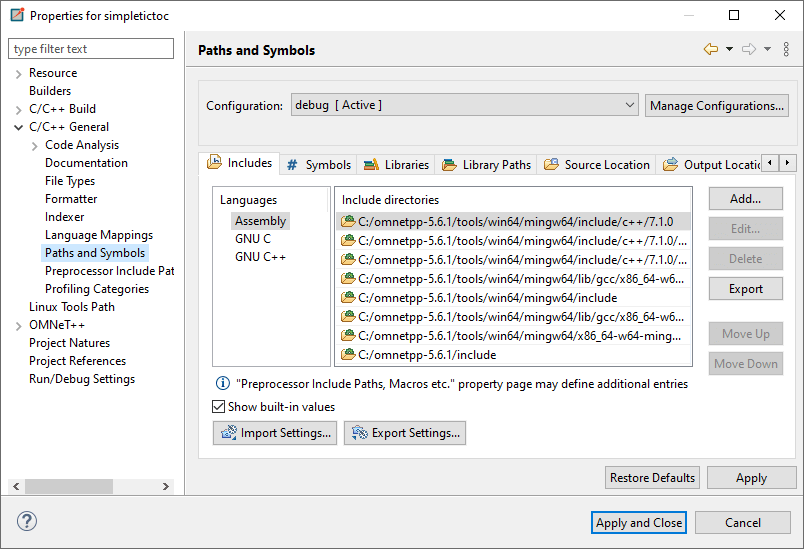 Properties for simpletictoc
type filter text
Resource
Builders
C/C++ Build
C/C++ General
Code Analysis
Documentation
File Types
Formatter
Indexer
Language Mappings
Paths and Symbols
Preprocessor Include Pat
Profiling Categories
Linux Tools Path
OMNeT++
Project Natures
Project References
Run/Debug Settings
Paths and Symbols
Configuration:
debug [ Active ]
Manage Configurations...
Includes
# Symbols
Libraries
Library Paths
Source Location
Output Locatio
Languages
Assembly
GNU C
GNU C++
Include directories
C:/omnetpp-5.6.1/tools/win64/mingw64/include/c++/7.1.0
C:/omnetpp-5.6.1/tools/win64/mingw64/include/c++/7.1.0/...
C:/omnetpp-5.6.1/tools/win64/mingw64/include/c++/7.1.0/...
C:/omnetpp-5.6.1/tools/win64/mingw64/lib/gcc/x86_64-w6...
C:/omnetpp-5.6.1/tools/win64/mingw64/include
C:/omnetpp-5.6.1/tools/win64/mingw64/lib/gcc/x86_64-w6...
C:/omnetpp-5.6.1/tools/win64/mingw64/x86_64-w64-ming...
C:/omnetpp-5.6.1/include
Add...
Edit...
Delete
Export
Move Up
Move Down
"Preprocessor Include Paths, Macros etc." property page may define additional entries
Show built-in values
Import Settings...
Export Settings...
Restore Defaults
Apply
Apply and Close
Cancel